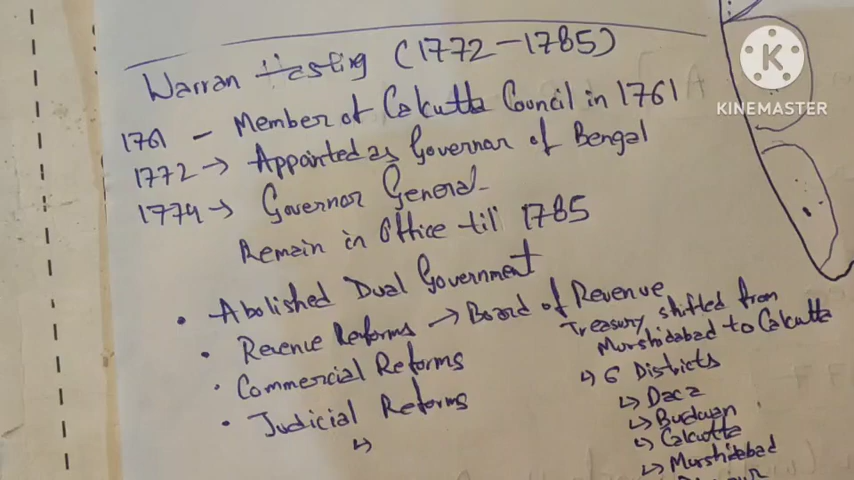 Warran Hastig (1772-1785)
1761 - Member of Calcutta Council in 1761
1772 → Appointed as Governor of Bengal
1774 → Governor General
Remain in Office till 1785
• Abolished Dual Government
• Revenue Reforms → Board of Revenue
Treasury shifted from
Murshidabad to Calcutta
↳ 6 Districts
↳ Daca
↳ Burdwan
↳ Calcutta
↳ Murshidabad
• Commercial Reforms
• Judicial Reforms
↳
K
KINEMASTER